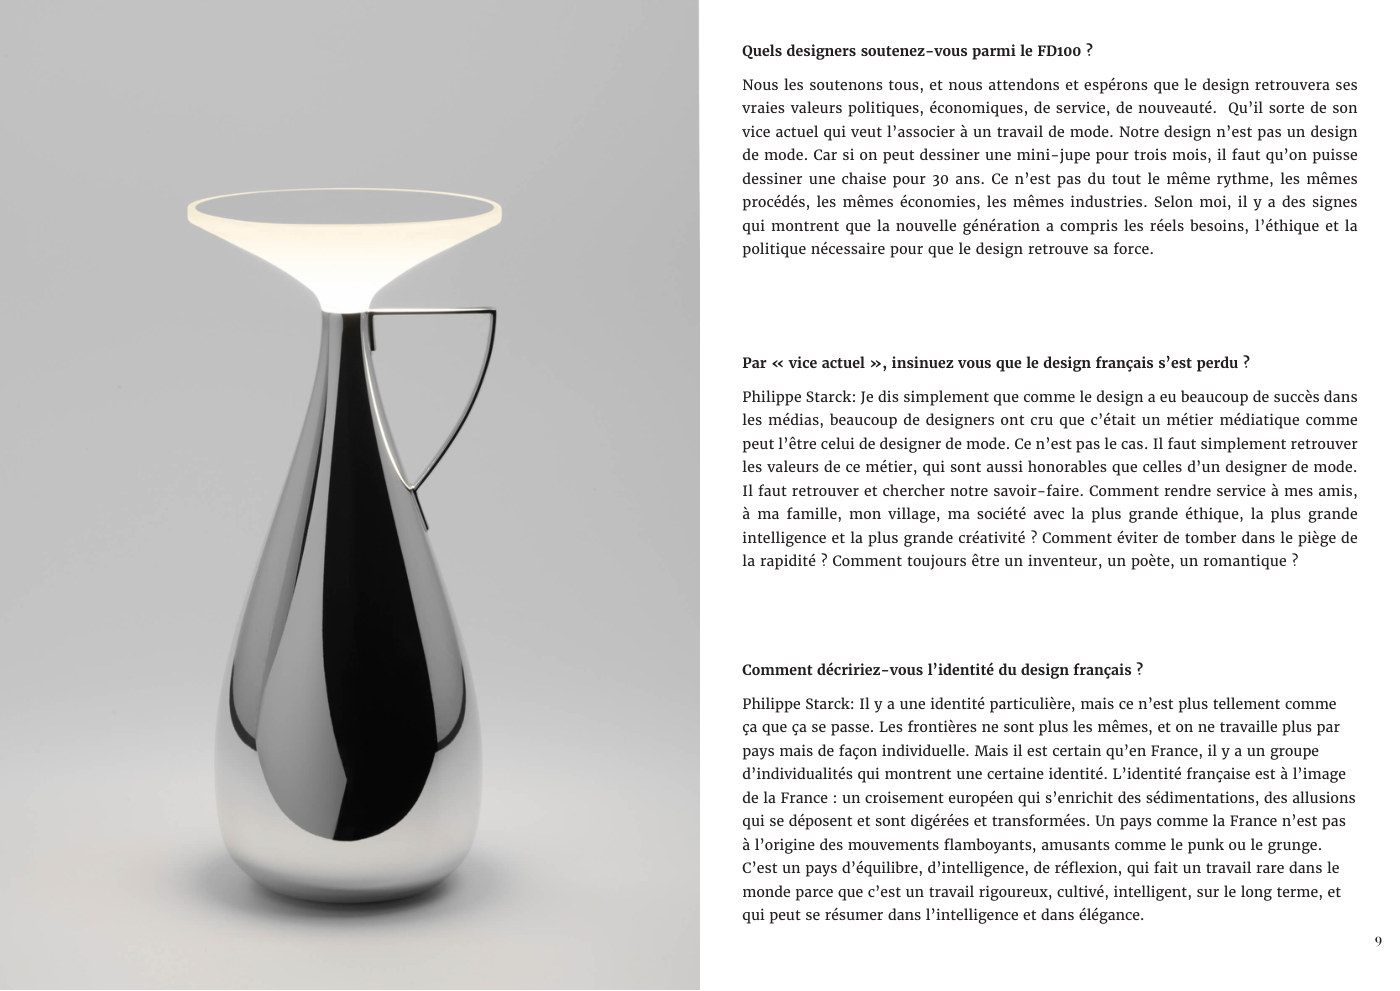 Quels designers soutenez-vous parmi le FD100 ?
Nous les soutenons tous, et nous attendons et espérons que le design retrouvera ses
vraies valeurs politiques, économiques, de service, de nouveauté.  Qu’il sorte de son
vice actuel qui veut l’associer à un travail de mode. Notre design n’est pas un design
de mode. Car si on peut dessiner une mini-jupe pour trois mois, il faut qu’on puisse
dessiner une chaise pour 30 ans. Ce n’est pas du tout le même rythme, les mêmes
procédés, les mêmes économies, les mêmes industries. Selon moi, il y a des signes
qui montrent que la nouvelle génération a compris les réels besoins, l’éthique et la
politique nécessaire pour que le design retrouve sa force.
Par « vice actuel », insinuez vous que le design français s’est perdu ?
Philippe Starck: Je dis simplement que comme le design a eu beaucoup de succès dans
les médias, beaucoup de designers ont cru que c’était un métier médiatique comme
peut l’être celui de designer de mode. Ce n’est pas le cas. Il faut simplement retrouver
les valeurs de ce métier, qui sont aussi honorables que celles d’un designer de mode.
Il faut retrouver et chercher notre savoir-faire. Comment rendre service à mes amis,
à ma famille, mon village, ma société avec la plus grande éthique, la plus grande
intelligence et la plus grande créativité ? Comment éviter de tomber dans le piège de
la rapidité ? Comment toujours être un inventeur, un poète, un romantique ?
Comment décririez-vous l’identité du design français ?
Philippe Starck: Il y a une identité particulière, mais ce n’est plus tellement comme
ça que ça se passe. Les frontières ne sont plus les mêmes, et on ne travaille plus par
pays mais de façon individuelle. Mais il est certain qu’en France, il y a un groupe
d’individualités qui montrent une certaine identité. L’identité française est à l’image
de la France : un croisement européen qui s’enrichit des sédimentations, des allusions
qui se déposent et sont digérées et transformées. Un pays comme la France n’est pas
à l’origine des mouvements flamboyants, amusants comme le punk ou le grunge.
C’est un pays d’équilibre, d’intelligence, de réflexion, qui fait un travail rare dans le
monde parce que c’est un travail rigoureux, cultivé, intelligent, sur le long terme, et
qui peut se résumer dans l’intelligence et dans élégance.
9